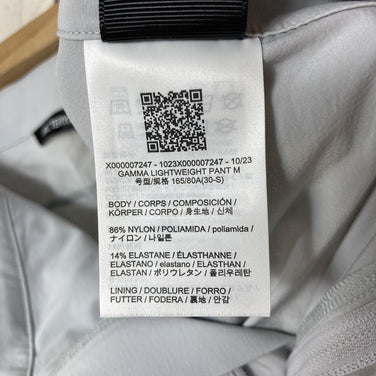 X000007247 - 1023X000007247 - 10/23
GAMMA LIGHTWEIGHT PANT M
号型/规格 165/80A(30-S)
BODY / CORPS / COMPOSICIÓN /
KÖRPER / CORPO / 身生地 / 신체
86% NYLON / POLIAMIDA / poliamida /
ナイロン / 나일론
14% ELASTANE / ÉLASTHANNE /
ELASTANO / elastano / ELASTHAN /
ELASTAN / ポリウレタン / 폴리우레탄
LINING / DOUBLURE / FORRO /
FUTTER / FODERA / 裏地 / 안감